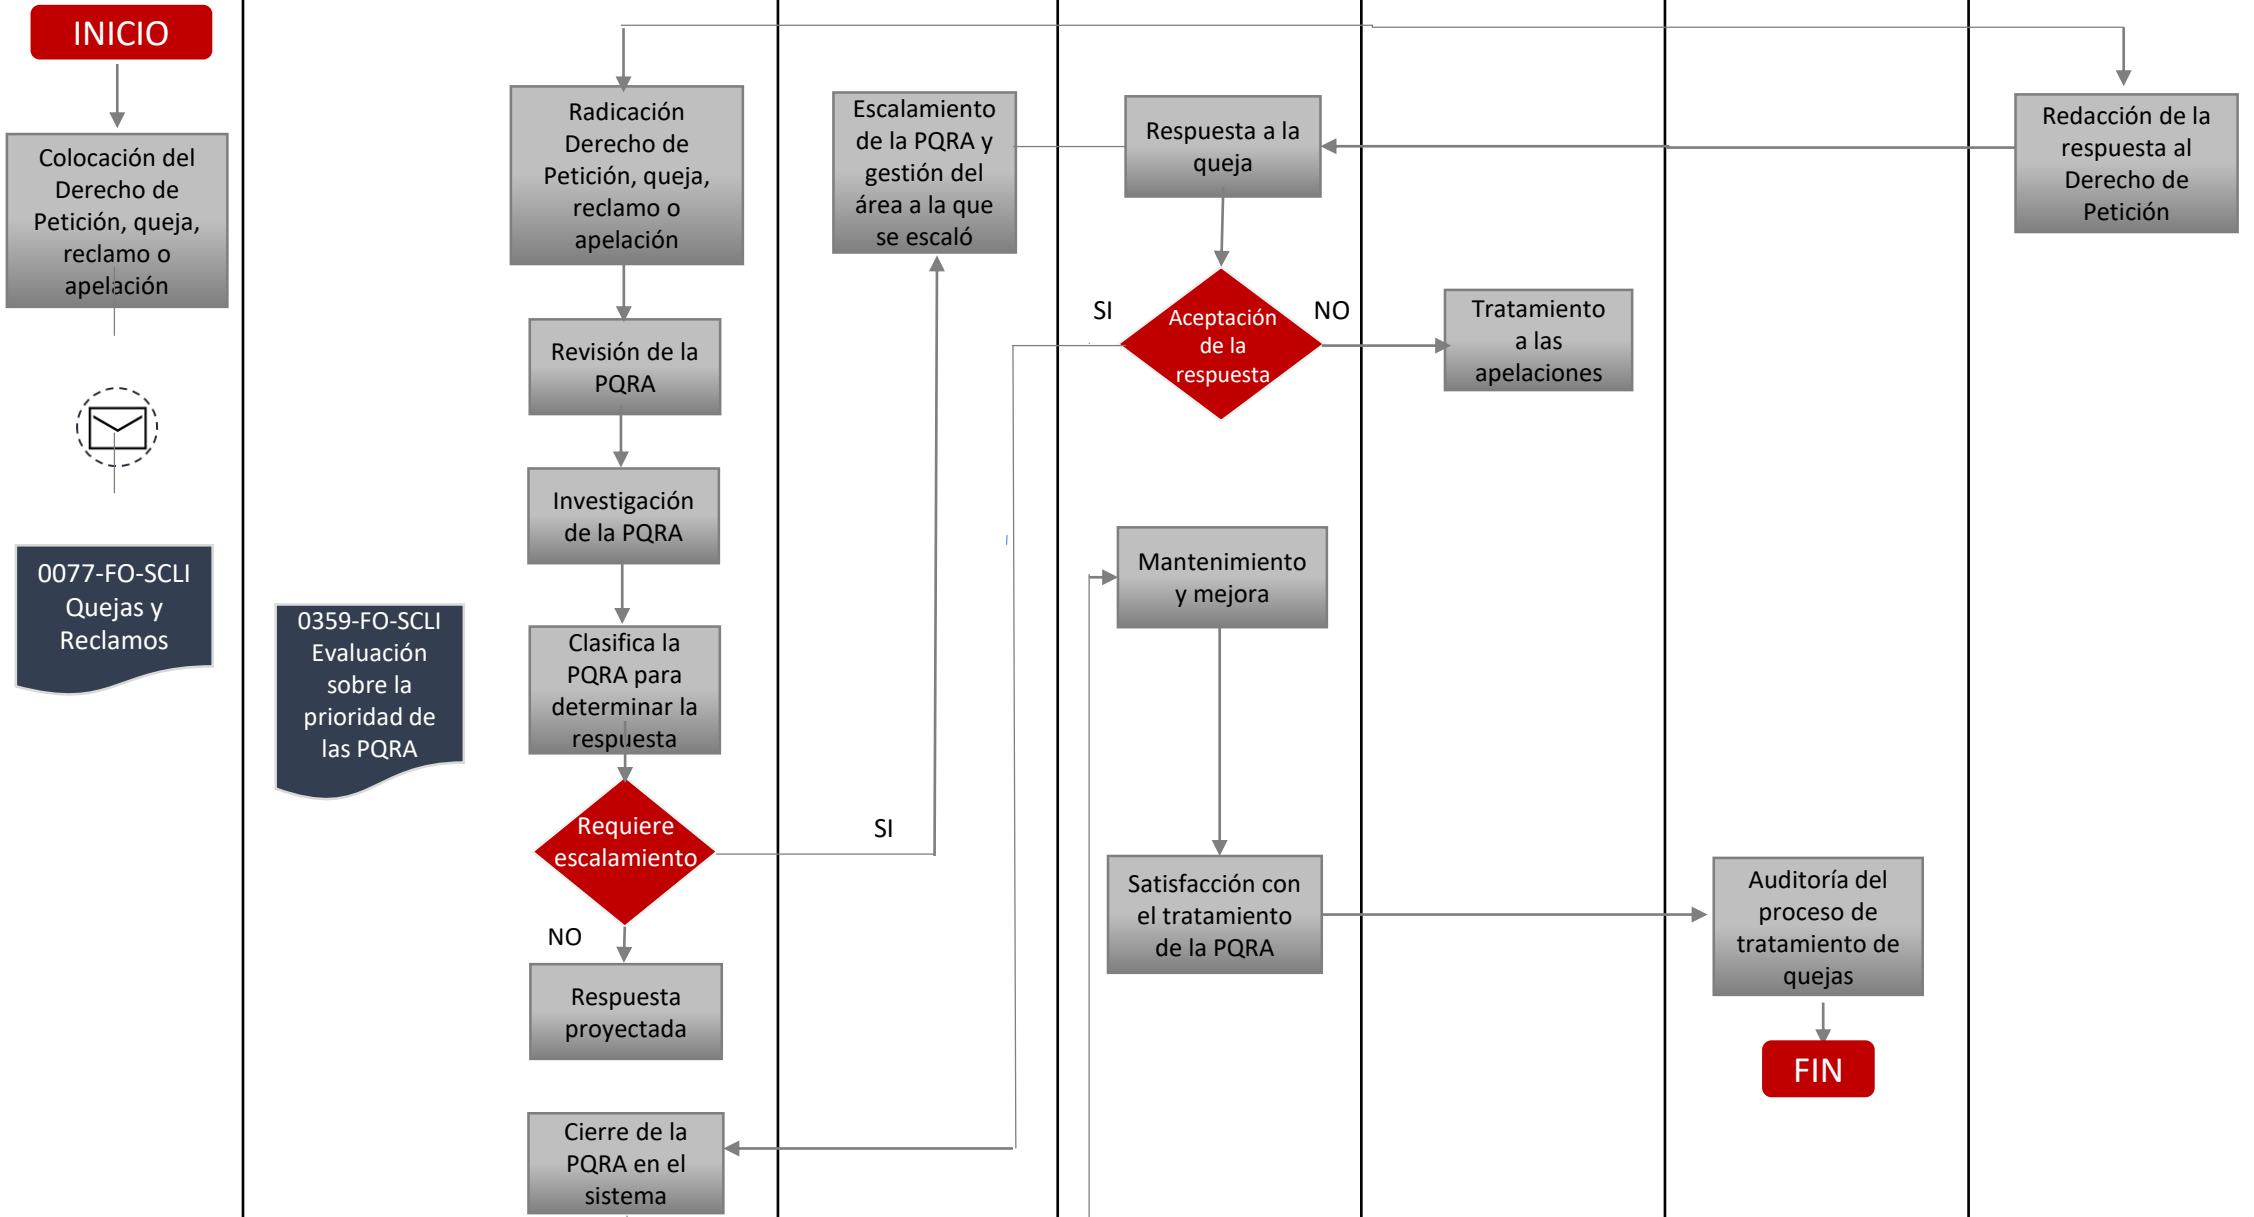 INICIO
Colocación del
Derecho de
Petición, queja,
reclamo o
apelación
0077-FO-SCLI
Quejas y
Reclamos
0359-FO-SCLI
Evaluación
sobre la
prioridad de
las PQRA
Radicación
Derecho de
Petición, queja,
reclamo o
apelación
Revisión de la
PQRA
Investigación
de la PQRA
Clasifica la
PQRA para
determinar la
respuesta
Requiere
escalamiento
SI
NO
Respuesta
proyectada
Cierre de la
PQRA en el
sistema
Escalamiento
de la PQRA y
gestión del
área a la que
se escaló
Respuesta a la
queja
SI
Aceptación
de la
respuesta
NO
Mantenimiento
y mejora
Satisfacción con
el tratamiento
de la PQRA
Tratamiento
a las
apelaciones
Auditoría del
proceso de
tratamiento de
quejas
FIN
Redacción de la
respuesta al
Derecho de
Petición